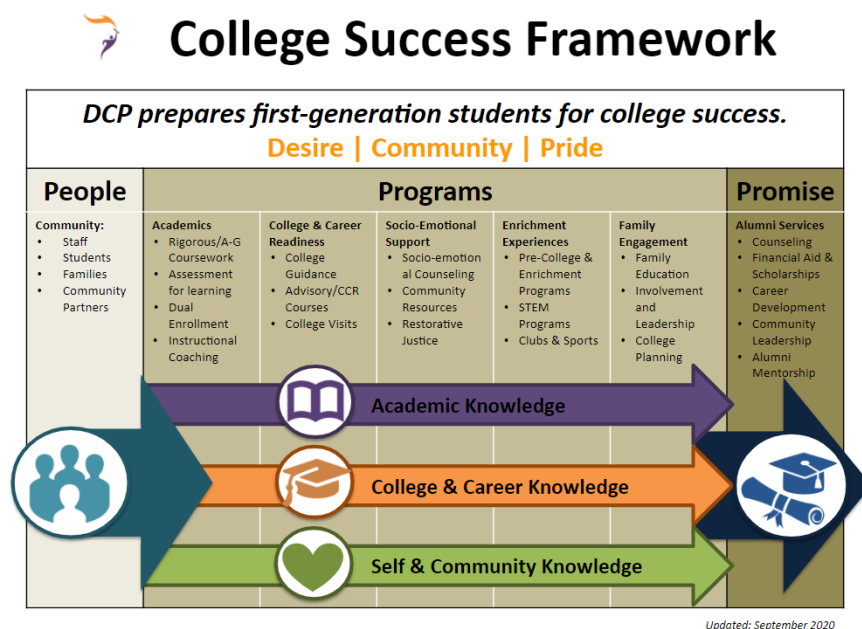 College Success Framework
DCP prepares first-generation students for college success.
Desire | Community | Pride
People
Programs
Promise
Community:
• Staff
• Students
• Families
• Community
Partners
Academics
• Rigorous/A-G
Coursework
• Assessment
for learning
• Dual
Enrollment
• Instructional
Coaching
College & Career
Readiness
• College
Guidance
• Advisory/CCR
Courses
• College Visits
Socio-Emotional
Support
• Socio-emotion
al Counseling
• Community
Resources
• Restorative
Justice
Enrichment
Experiences
• Pre-College &
Enrichment
Programs
• STEM
Programs
• Clubs & Sports
Family
Engagement
• Family
Education
• Involvement
and
Leadership
• College
Planning
Alumni Services
• Counseling
• Financial Aid &
Scholarships
• Career
Development
• Community
Leadership
• Alumni
Mentorship
Academic Knowledge
College & Career Knowledge
Self & Community Knowledge
Updated: September 2020